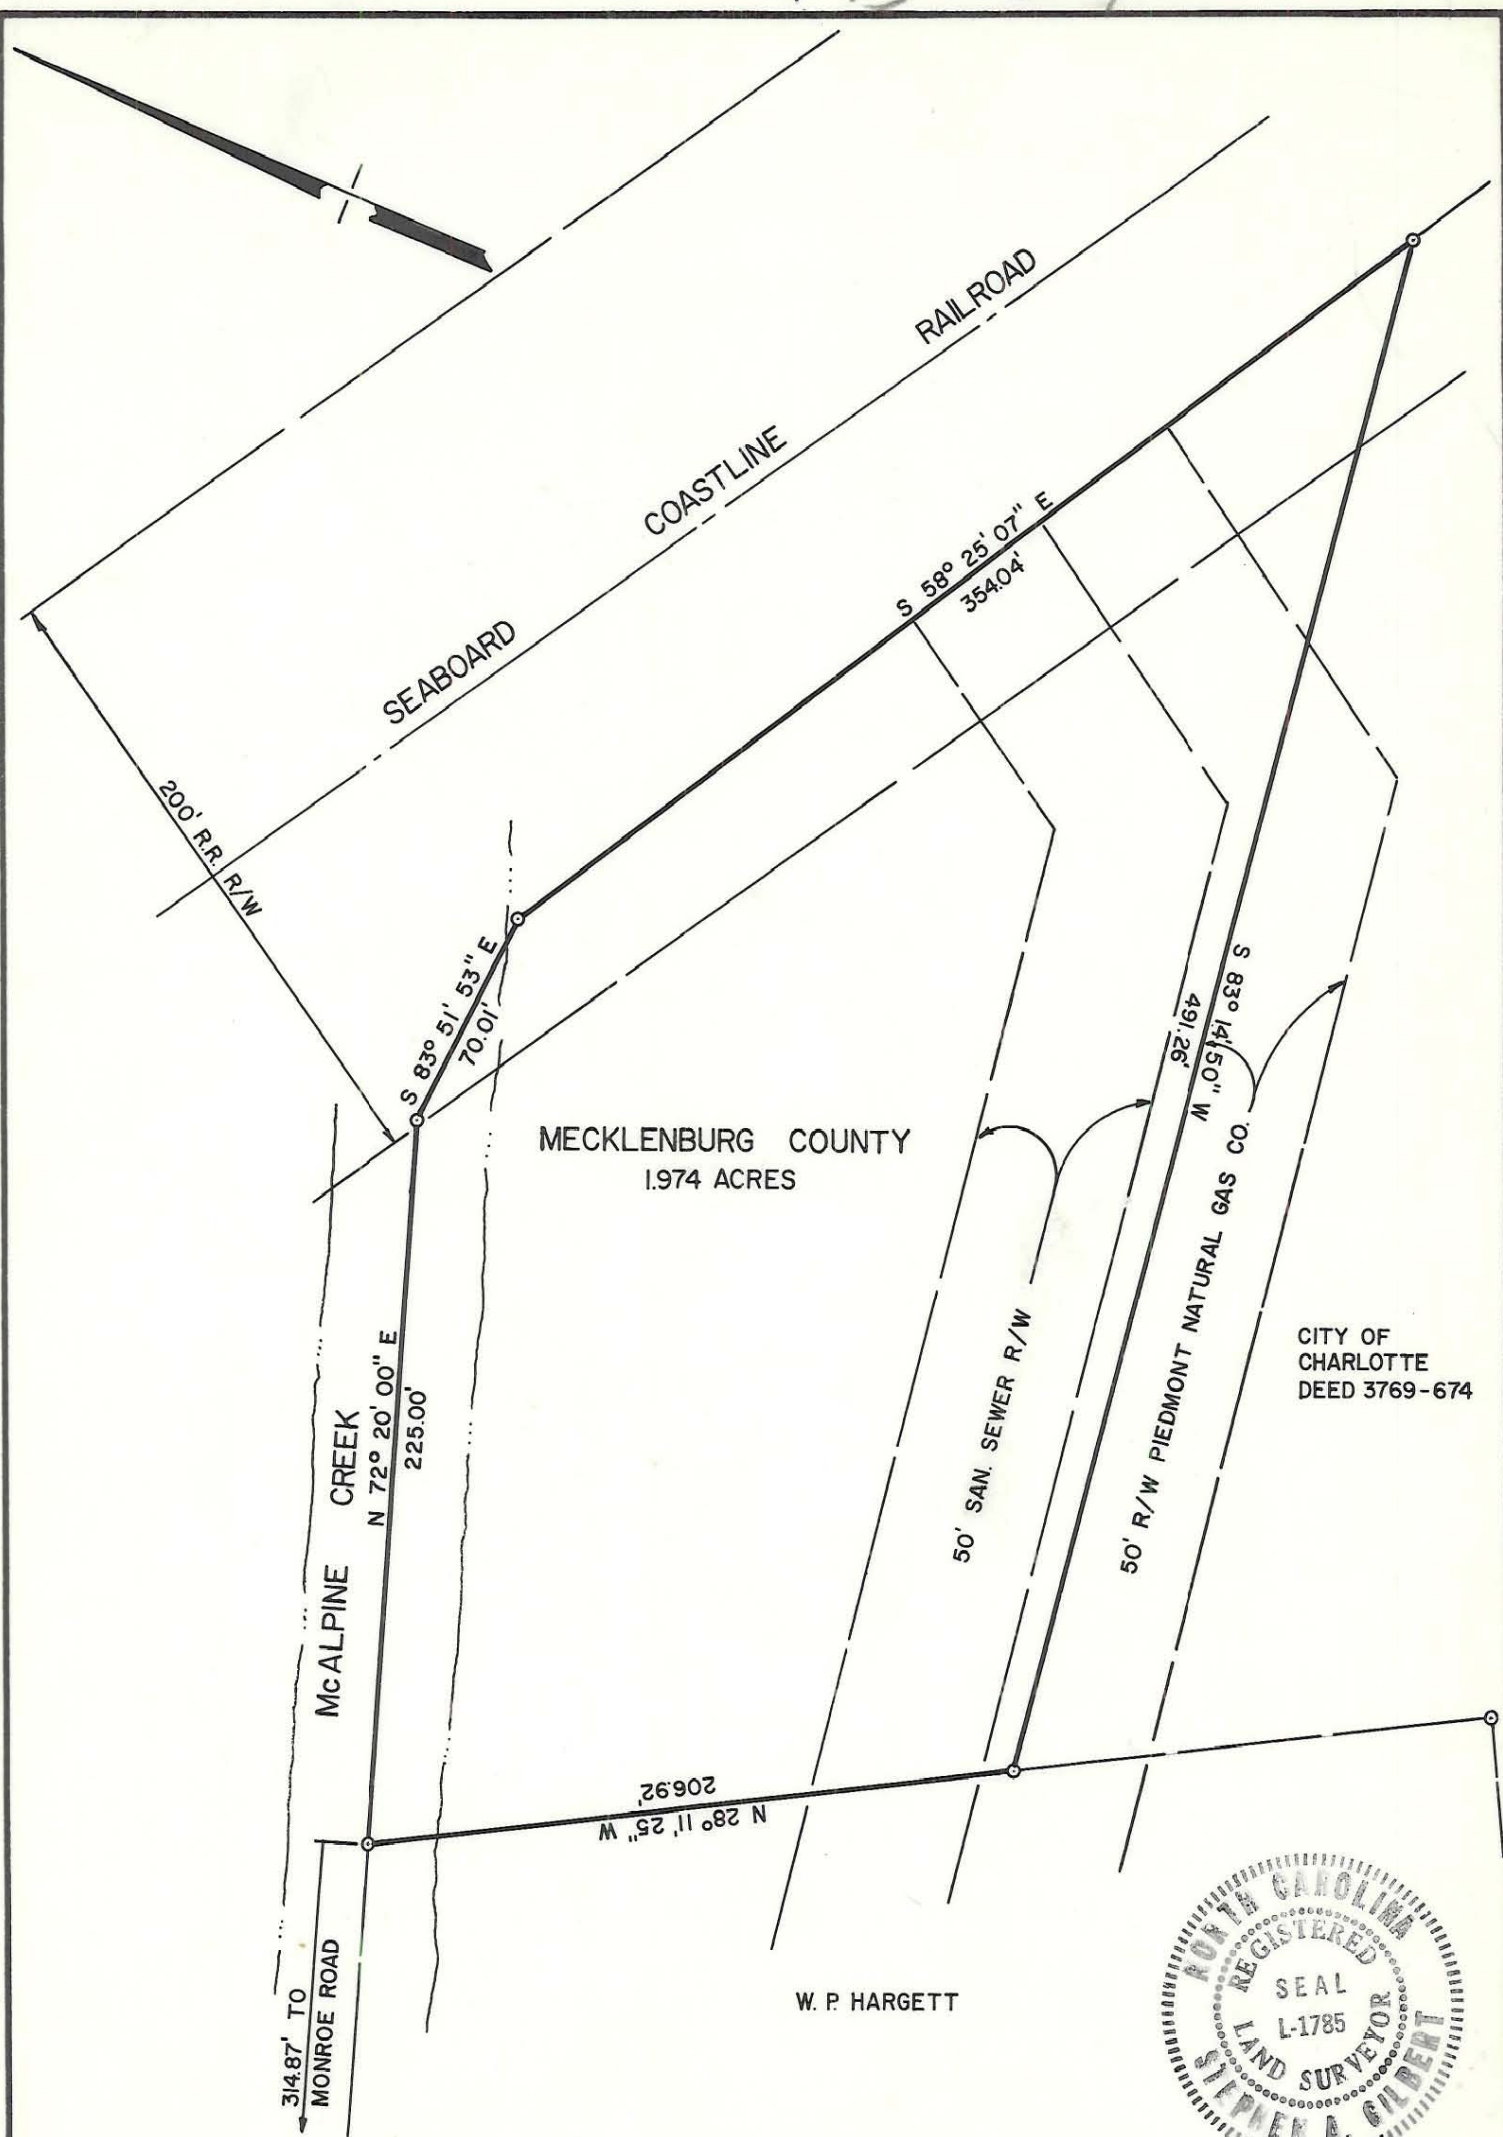 RAILROAD
COASTLINE
SEABOARD
S 58° 25' 07" E
354.04'
200' R.R. R/W
S 83° 51' 53" E
70.01'
S 83° 14' 50" W
491.26'
MECKLENBURG COUNTY
1.974 ACRES
50' SAN. SEWER R/W
50' R/W PIEDMONT NATURAL GAS CO.
CITY OF
CHARLOTTE
DEED 3769-674
McALPINE CREEK
N 72° 20' 00" E
225.00'
206.92'
N 28° 11' 25" W
314.87' TO
MONROE ROAD
W. P. HARGETT
NORTH CAROLINA
REGISTERED
SEAL
L-1785
LAND SURVEYOR
STEPHEN A. GILBERT